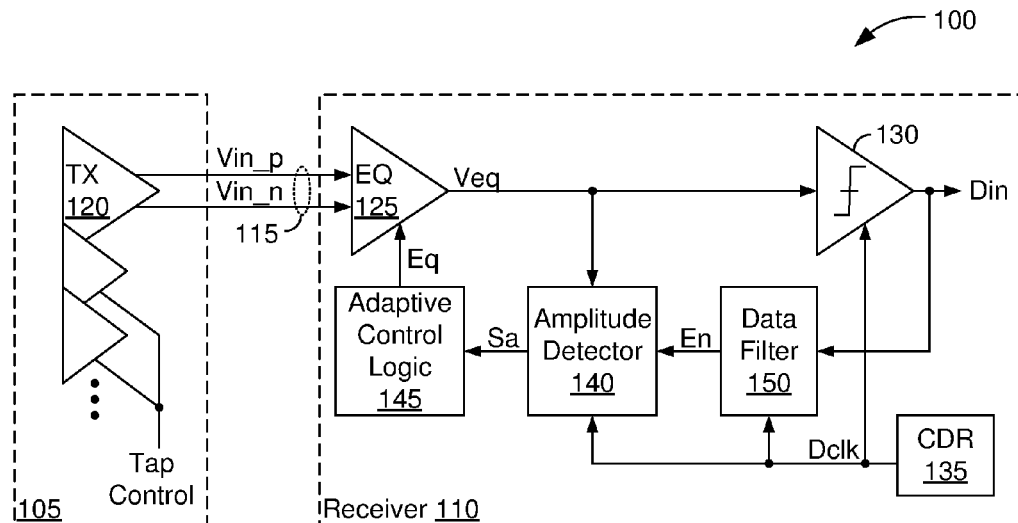 100
TX
120
Vin_p
Vin_n
115
EQ
125
Veq
130
Din
Eq
Adaptive
Control
Logic
145
Sa
Amplitude
Detector
140
En
Data
Filter
150
Dclk
CDR
135
Tap
Control
105
Receiver 110